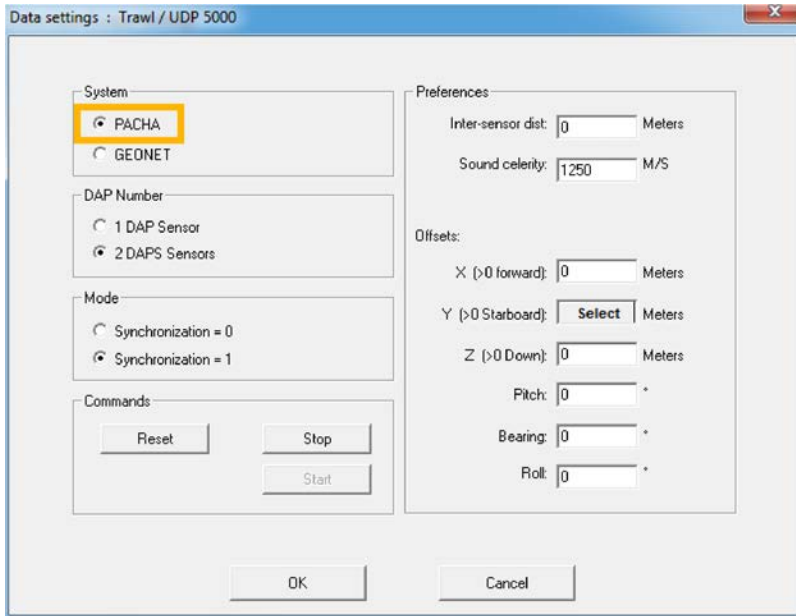 Data settings : Trawl / UDP 5000
System
PACHA
GEONET
DAP Number
1 DAP Sensor
2 DAPS Sensors
Mode
Synchronization = 0
Synchronization = 1
Commands
Reset
Stop
Start
Preferences
Inter-sensor dist: 0 Meters
Sound celerity: 1250 M/S
Offsets:
X (>0 forward): 0 Meters
Y (>0 Starboard): Select Meters
Z (>0 Down): 0 Meters
Pitch: 0 °
Bearing: 0 °
Roll: 0 °
OK
Cancel